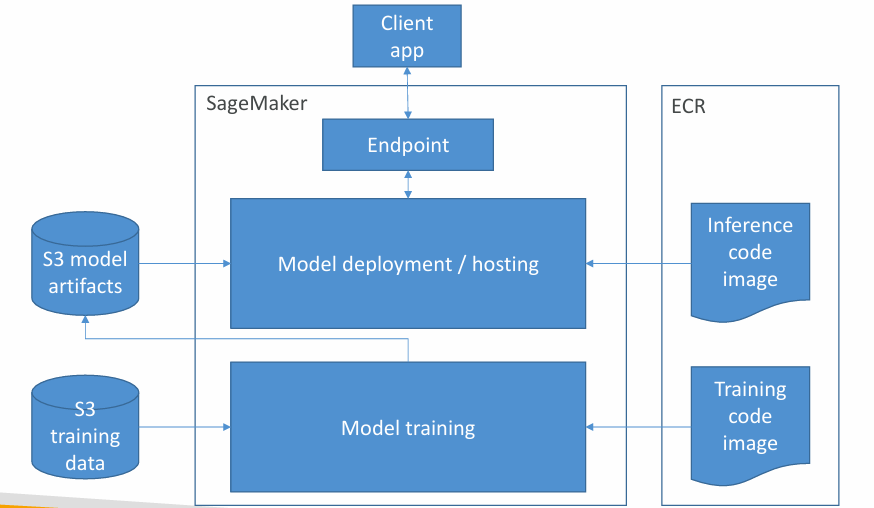 Client
app
SageMaker
ECR
Endpoint
S3 model
artifacts
Model deployment / hosting
Inference
code
image
S3
training
data
Model training
Training
code
image